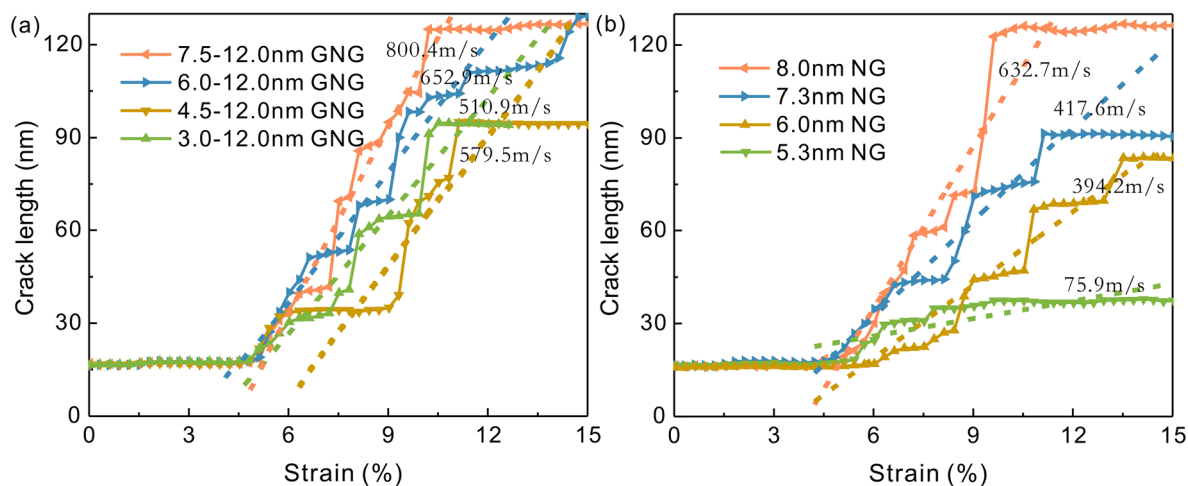 (a)
7.5-12.0nm GNG
6.0-12.0nm GNG
4.5-12.0nm GNG
3.0-12.0nm GNG
800.4m/s
652.9m/s
510.9m/s
579.5m/s
120
90
60
30
0
Crack length (nm)
0 3 6 9 12 15
Strain (%)
(b)
8.0nm NG
7.3nm NG
6.0nm NG
5.3nm NG
632.7m/s
417.6m/s
394.2m/s
75.9m/s
120
90
60
30
0
Crack length (nm)
0 3 6 9 12 15
Strain (%)